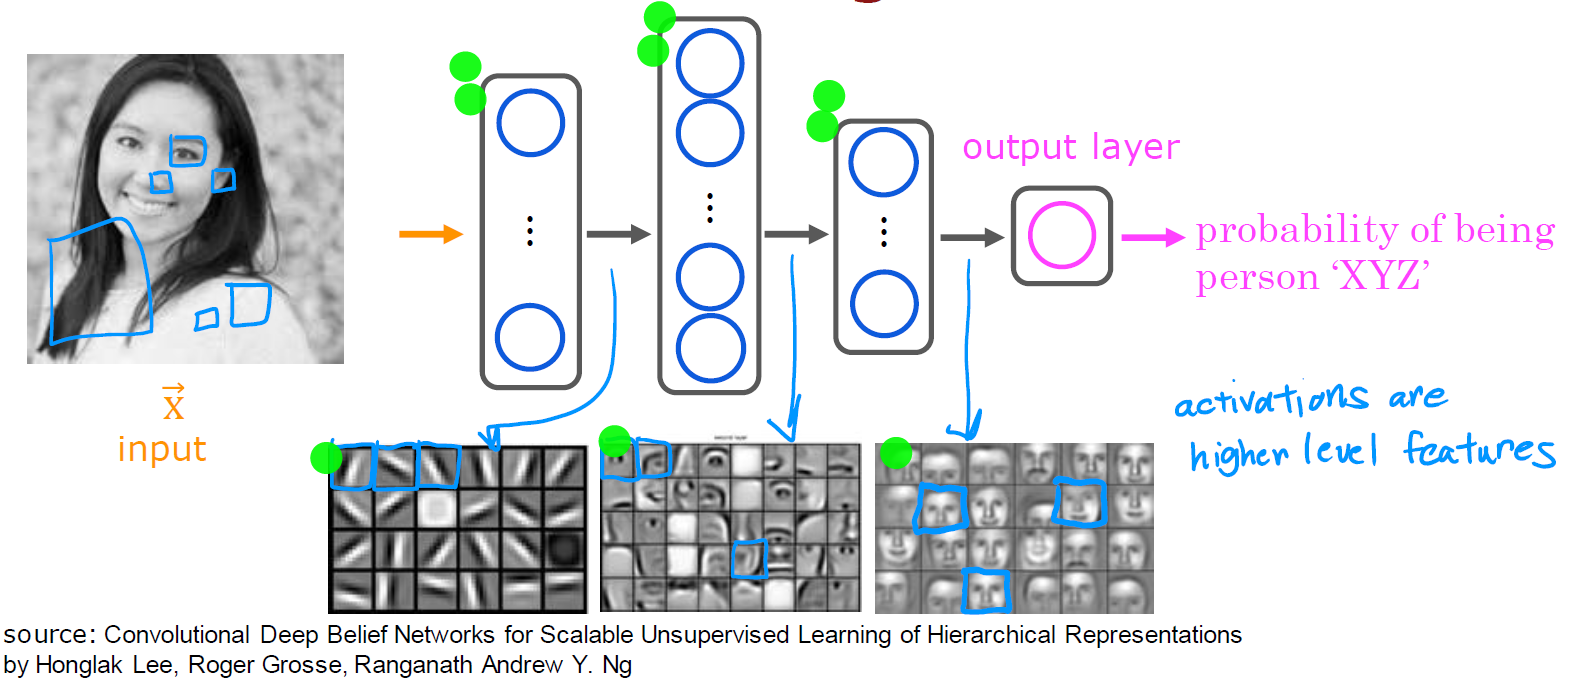 output layer
probability of being
person ‘XYZ’
x
input
activations are
higher level features
source: Convolutional Deep Belief Networks for Scalable Unsupervised Learning of Hierarchical Representations
by Honglak Lee, Roger Grosse, Ranganath Andrew Y. Ng